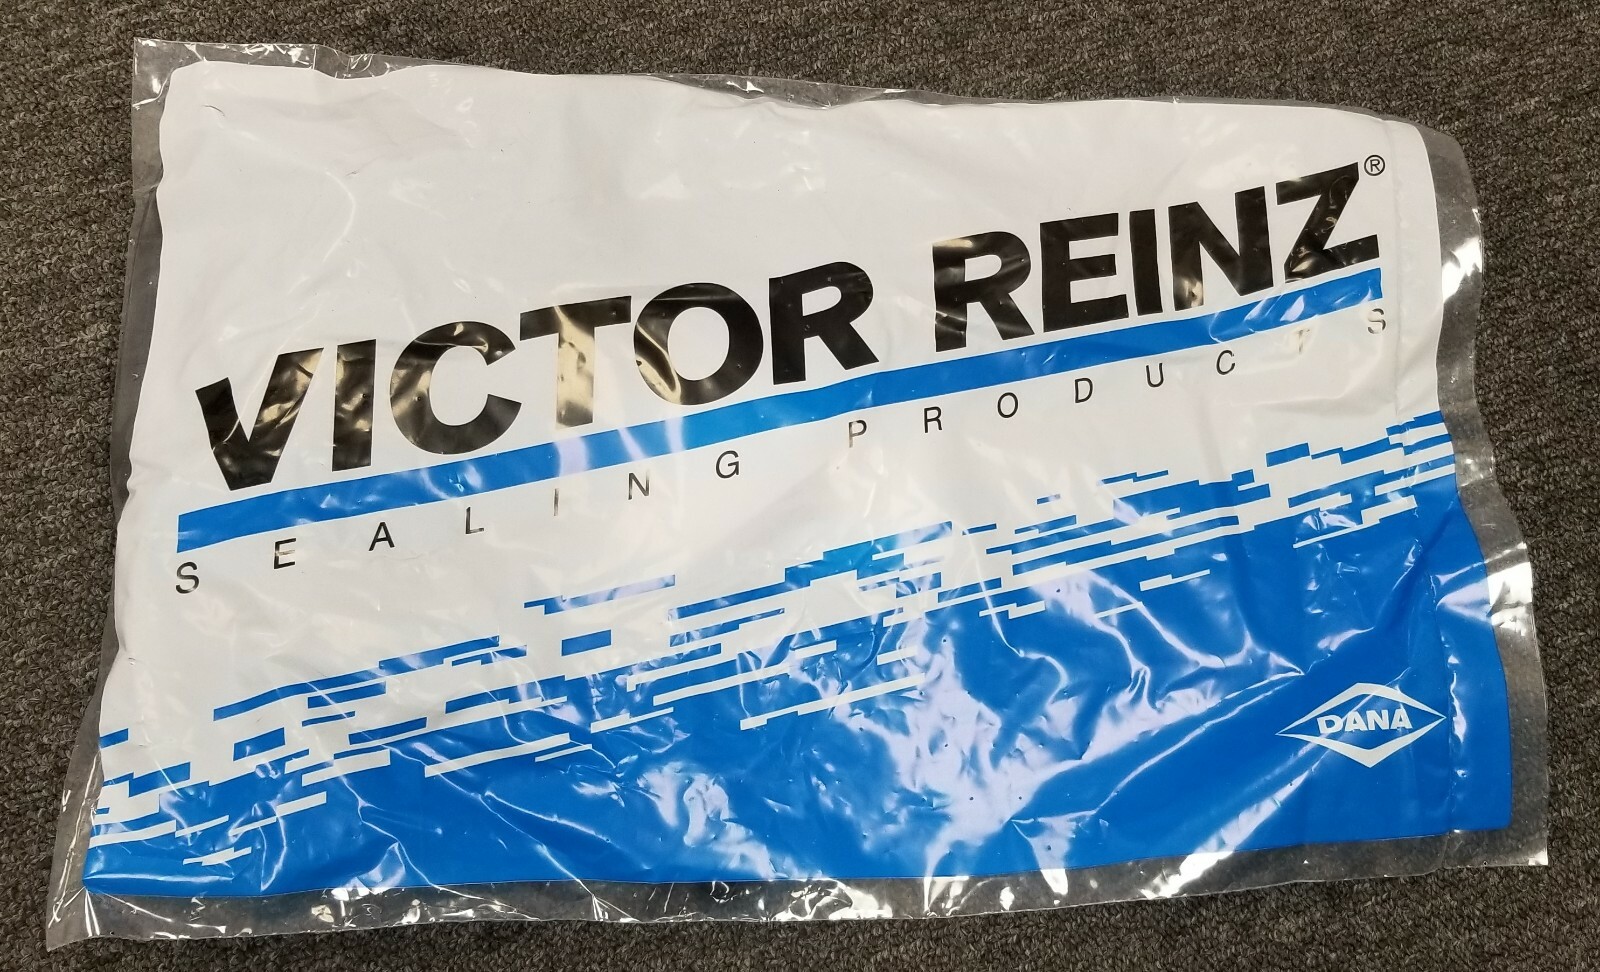 VICTOR REINZ®
SEALING PRODUCTS
DANA